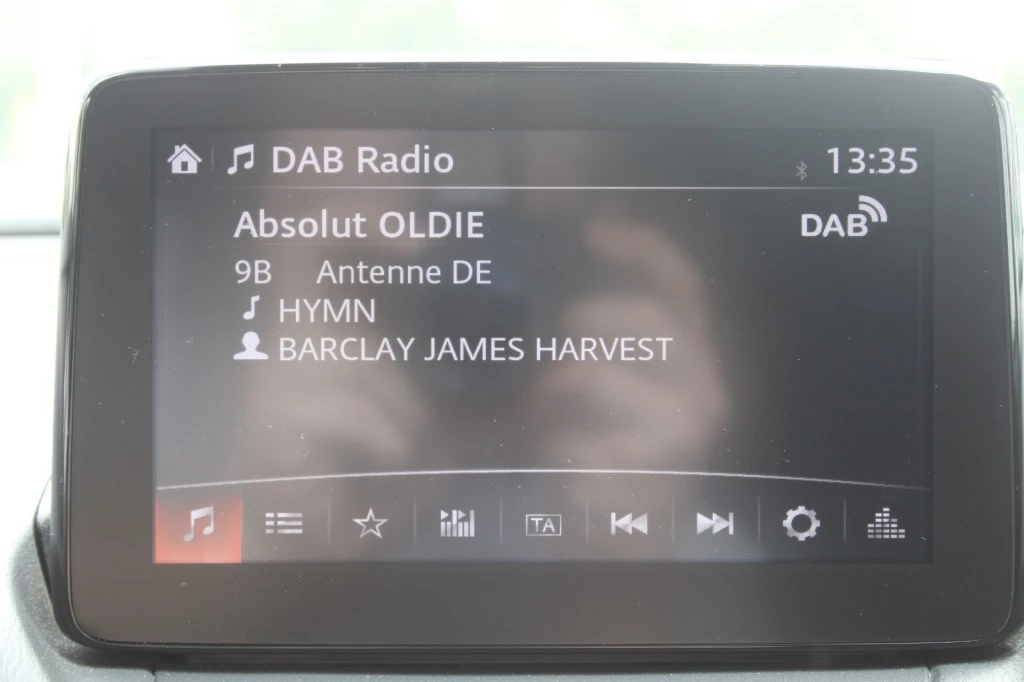 DAB Radio 13:35
Absolut OLDIE DAB
9B Antenne DE
HYMN
BARCLAY JAMES HARVEST
TA